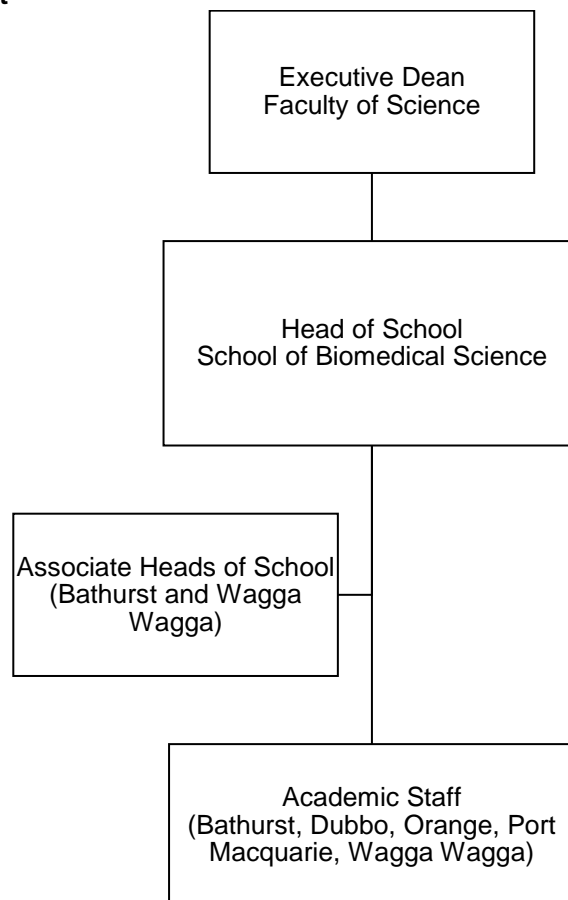 Executive Dean
Faculty of Science
Head of School
School of Biomedical Science
Associate Heads of School
(Bathurst and Wagga
Wagga)
Academic Staff
(Bathurst, Dubbo, Orange, Port
Macquarie, Wagga Wagga)